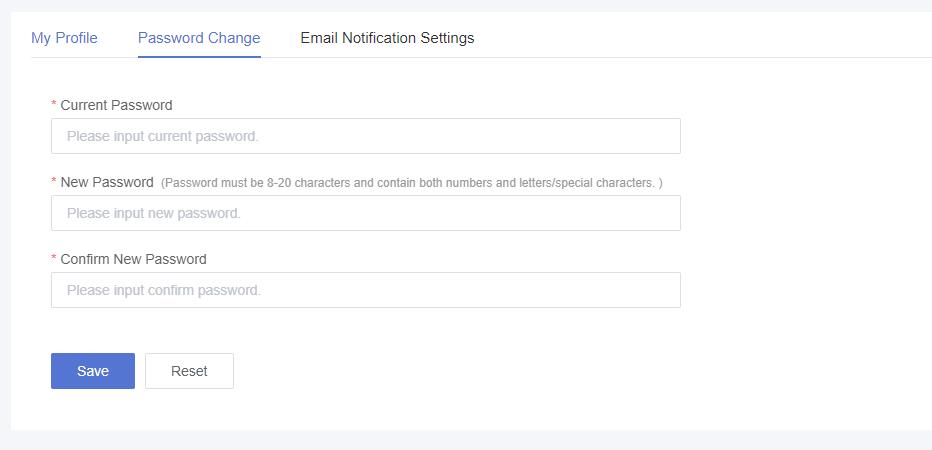 My Profile Password Change Email Notification Settings
* Current Password
Please input current password.
* New Password (Password must be 8-20 characters and contain both numbers and letters/special characters. )
Please input new password.
* Confirm New Password
Please input confirm password.
Save Reset